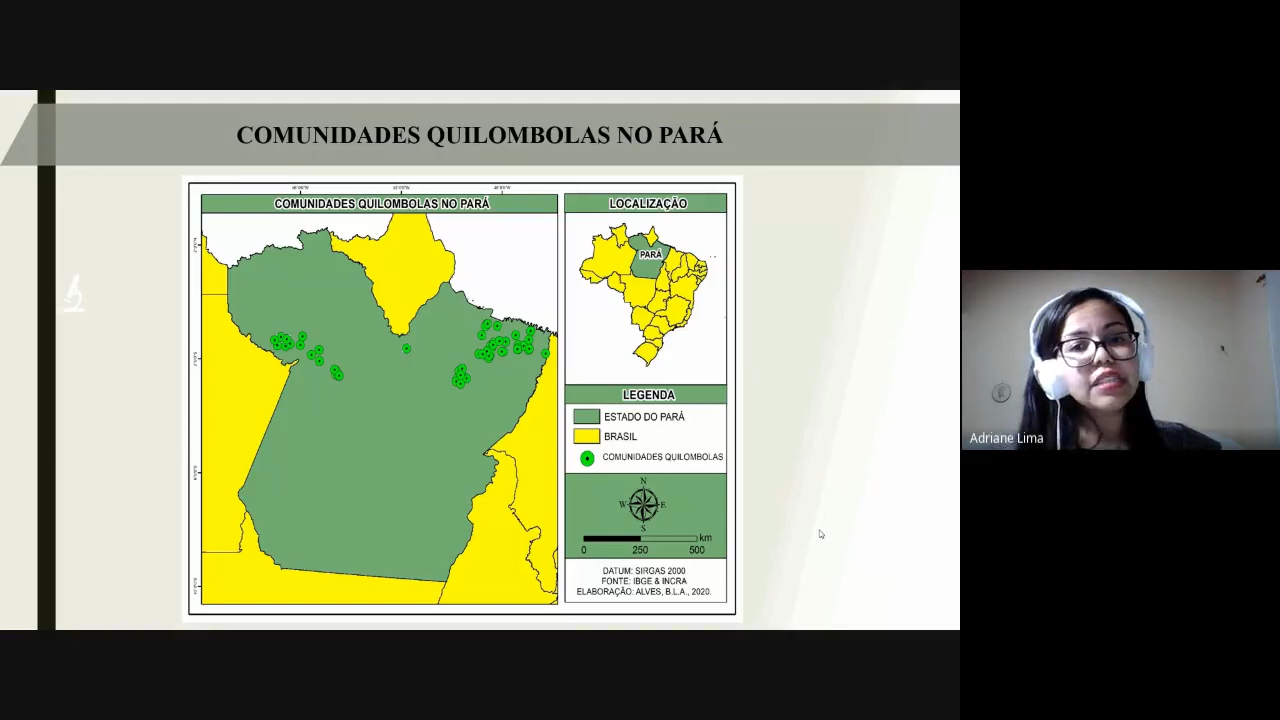 COMUNIDADES QUILOMBOLAS NO PARÁ
COMUNIDADES QUILOMBOLAS NO PARÁ
LOCALIZAÇÃO
PARÁ
LEGENDA
ESTADO DO PARÁ
BRASIL
COMUNIDADES QUILOMBOLAS
N
W
E
S
km
0 250 500
DATUM: SIRGAS 2000
FONTE: IBGE & INCRA
ELABORAÇÃO: ALVES, B.L.A., 2020.
Adriane Lima